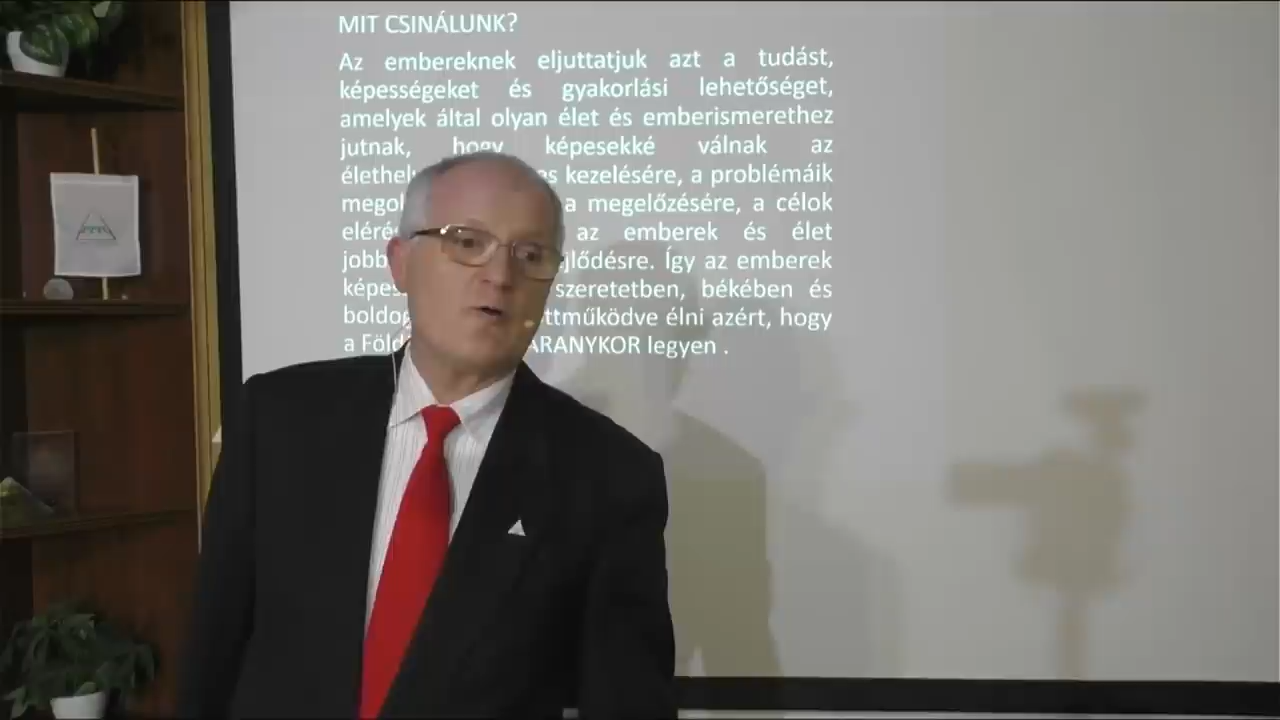 MIT CSINÁLUNK?
Az embereknek eljuttatjuk azt a tudást,
képességeket és gyakorlási lehetőséget,
amelyek által olyan élet és emberismerethez
jutnak, hogy képesekké válnak az
kezelésére, a problémáik
a megelőzésére, a célok
az emberek és élet
Így az emberek
szeretetben, békében és
élni azért, hogy
a ARANYKOR legyen .